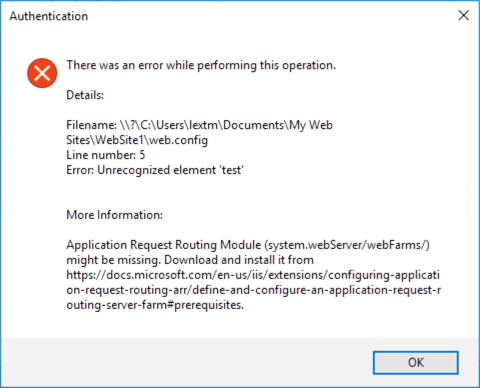 Authentication
There was an error while performing this operation.
Details:
Filename: \\?\C:\Users\lextm\Documents\My Web
Sites\WebSite1\web.config
Line number: 5
Error: Unrecognized element 'test'
More Information:
Application Request Routing Module (system.webServer/webFarms/)
might be missing. Download and install it from
https://docs.microsoft.com/en-us/iis/extensions/configuring-applicati
on-request-routing-arr/define-and-configure-an-application-request-r
outing-server-farm#prerequisites.
OK